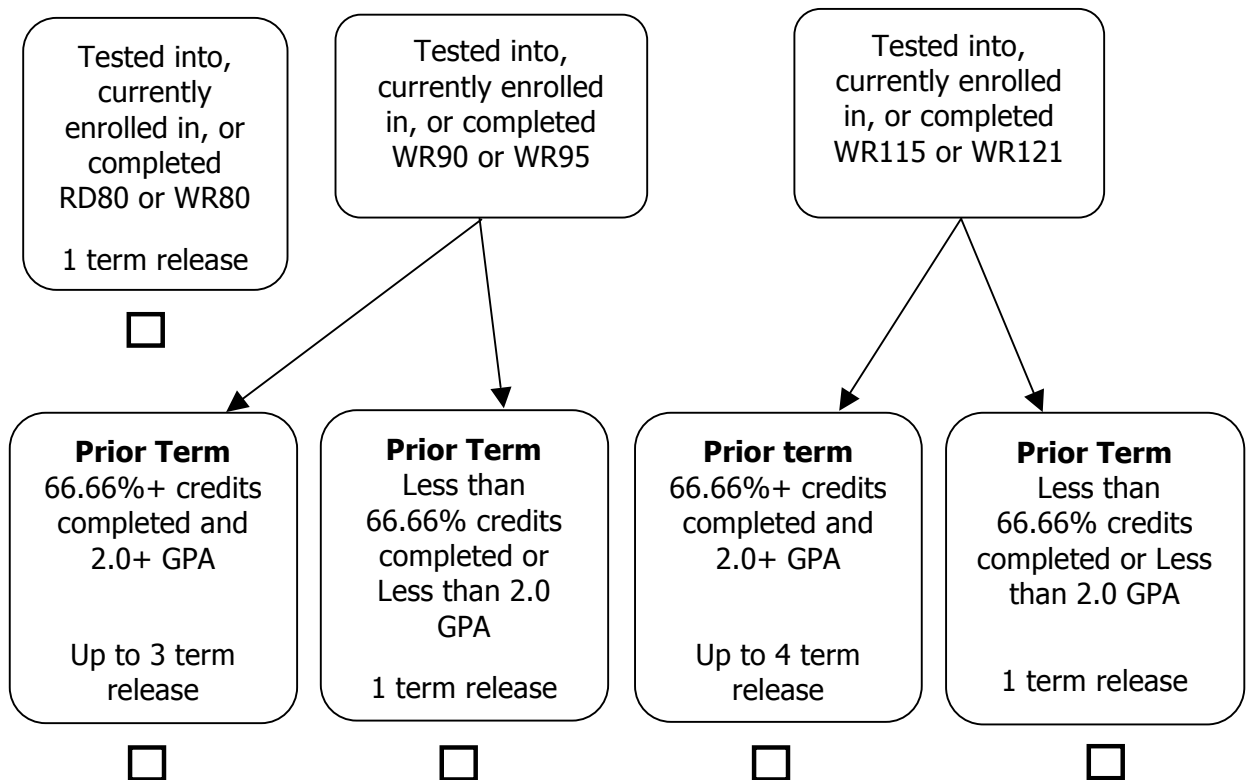 Tested into,
currently
enrolled in, or
completed
RD80 or WR80
1 term release
Tested into,
currently enrolled
in, or completed
WR90 or WR95
Tested into,
currently enrolled
in, or completed
WR115 or WR121
Prior Term
66.66%+ credits
completed and
2.0+ GPA
Up to 3 term
release
Prior Term
Less than
66.66% credits
completed or
Less than 2.0
GPA
1 term release
Prior term
66.66%+ credits
completed and
2.0+ GPA
Up to 4 term
release
Prior Term
Less than
66.66% credits
completed or Less
than 2.0 GPA
1 term release